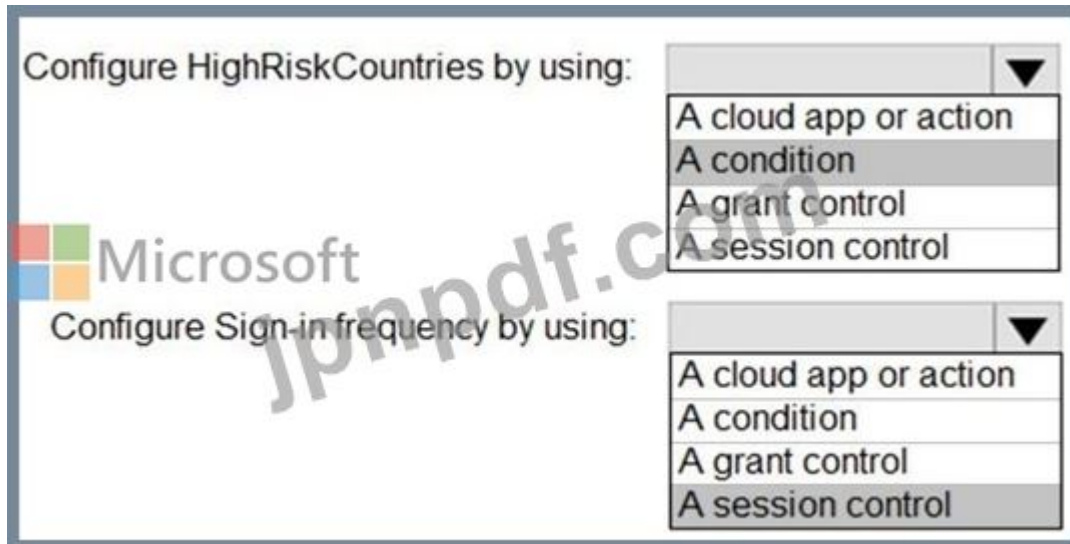 Configure HighRiskCountries by using:
A cloud app or action
A condition
A grant control
A session control
Microsoft
jpnpdf.com
Configure Sign-in frequency by using:
A cloud app or action
A condition
A grant control
A session control